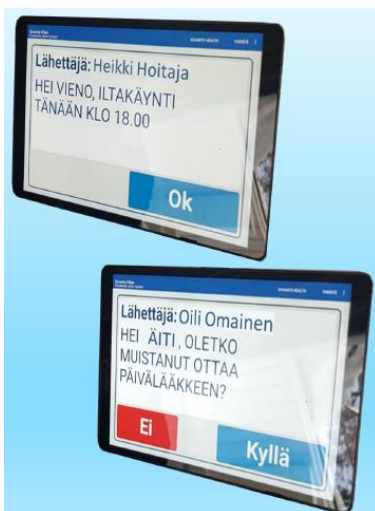 Lähettäjä: Heikki Hoitaja
HEI VIENO, ILTAKÄYNTI
TÄNÄÄN KLO 18.00
Ok
Lähettäjä: Oili Omainen
HEI ÄITI, OLETKO
MUISTANUT OTTAA
PÄIVÄLÄÄKKEEN?
Ei
Kyllä